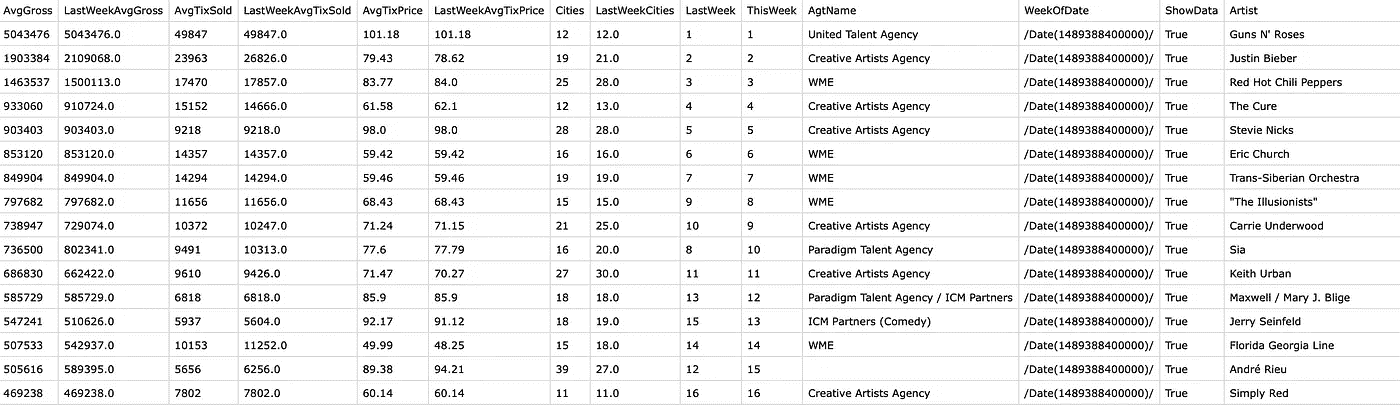 AvgGross LastWeekAvgGross AvgTixSold LastWeekAvgTixSold AvgTixPrice LastWeekAvgTixPrice Cities LastWeekCities LastWeek ThisWeek AgtName WeekOfDate ShowData Artist
5043476 5043476.0 49847 49847.0 101.18 101.18 12 12.0 1 1 United Talent Agency /Date(1489388400000)/ True Guns N' Roses
1903384 2109068.0 23963 26826.0 79.43 78.62 19 21.0 2 2 Creative Artists Agency /Date(1489388400000)/ True Justin Bieber
1463537 1500113.0 17470 17857.0 83.77 84.0 25 28.0 3 3 WME /Date(1489388400000)/ True Red Hot Chili Peppers
933060 910724.0 15152 14666.0 61.58 62.1 12 13.0 4 4 Creative Artists Agency /Date(1489388400000)/ True The Cure
903403 903403.0 9218 9218.0 98.0 98.0 28 28.0 5 5 Creative Artists Agency /Date(1489388400000)/ True Stevie Nicks
853120 853120.0 14357 14357.0 59.42 59.42 16 16.0 6 6 WME /Date(1489388400000)/ True Eric Church
849904 849904.0 14294 14294.0 59.46 59.46 19 19.0 7 7 WME /Date(1489388400000)/ True Trans-Siberian Orchestra
797682 797682.0 11656 11656.0 68.43 68.43 15 15.0 9 8 WME /Date(1489388400000)/ True "The Illusionists"
738947 729074.0 10372 10247.0 71.24 71.15 21 25.0 10 9 Creative Artists Agency /Date(1489388400000)/ True Carrie Underwood
736500 802341.0 9491 10313.0 77.6 77.79 16 20.0 8 10 Paradigm Talent Agency /Date(1489388400000)/ True Sia
686830 662422.0 9610 9426.0 71.47 70.27 27 30.0 11 11 Creative Artists Agency /Date(1489388400000)/ True Keith Urban
585729 585729.0 6818 6818.0 85.9 85.9 18 18.0 13 12 Paradigm Talent Agency / ICM Partners /Date(1489388400000)/ True Maxwell / Mary J. Blige
547241 510626.0 5937 5604.0 92.17 91.12 18 19.0 15 13 ICM Partners (Comedy) /Date(1489388400000)/ True Jerry Seinfeld
507533 542937.0 10153 11252.0 49.99 48.25 15 18.0 14 14 WME /Date(1489388400000)/ True Florida Georgia Line
505616 589395.0 5656 6256.0 89.38 94.21 39 27.0 12 15 /Date(1489388400000)/ True André Rieu
469238 469238.0 7802 7802.0 60.14 60.14 11 11.0 16 16 Creative Artists Agency /Date(1489388400000)/ True Simply Red